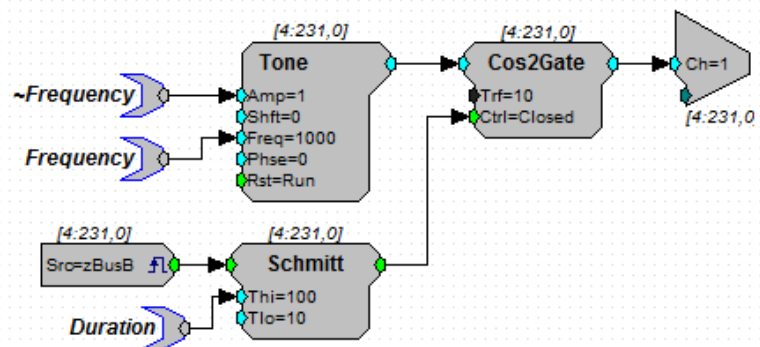 [4:231,0]
Tone
~Frequency
Amp=1
Shft=0
Frequency
Freq=1000
Phse=0
Rst=Run
[4:231,0]
Cos2Gate
Trf=10
Ctrl=Closed
Ch=1
[4:231,0
[4:231,0]
Src=zBusB
[4:231,0]
Schmitt
Thi=100
Tlo=10
Duration